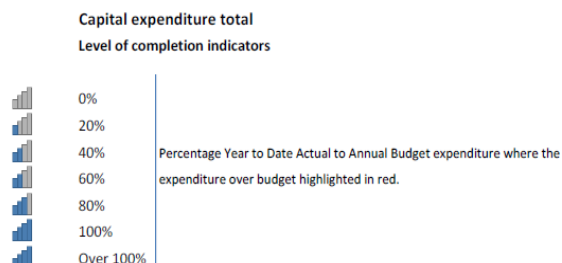 Capital expenditure total
Level of completion indicators
0%
20%
40%
Percentage Year to Date Actual to Annual Budget expenditure where the
60%
expenditure over budget highlighted in red.
80%
100%
Over 100%